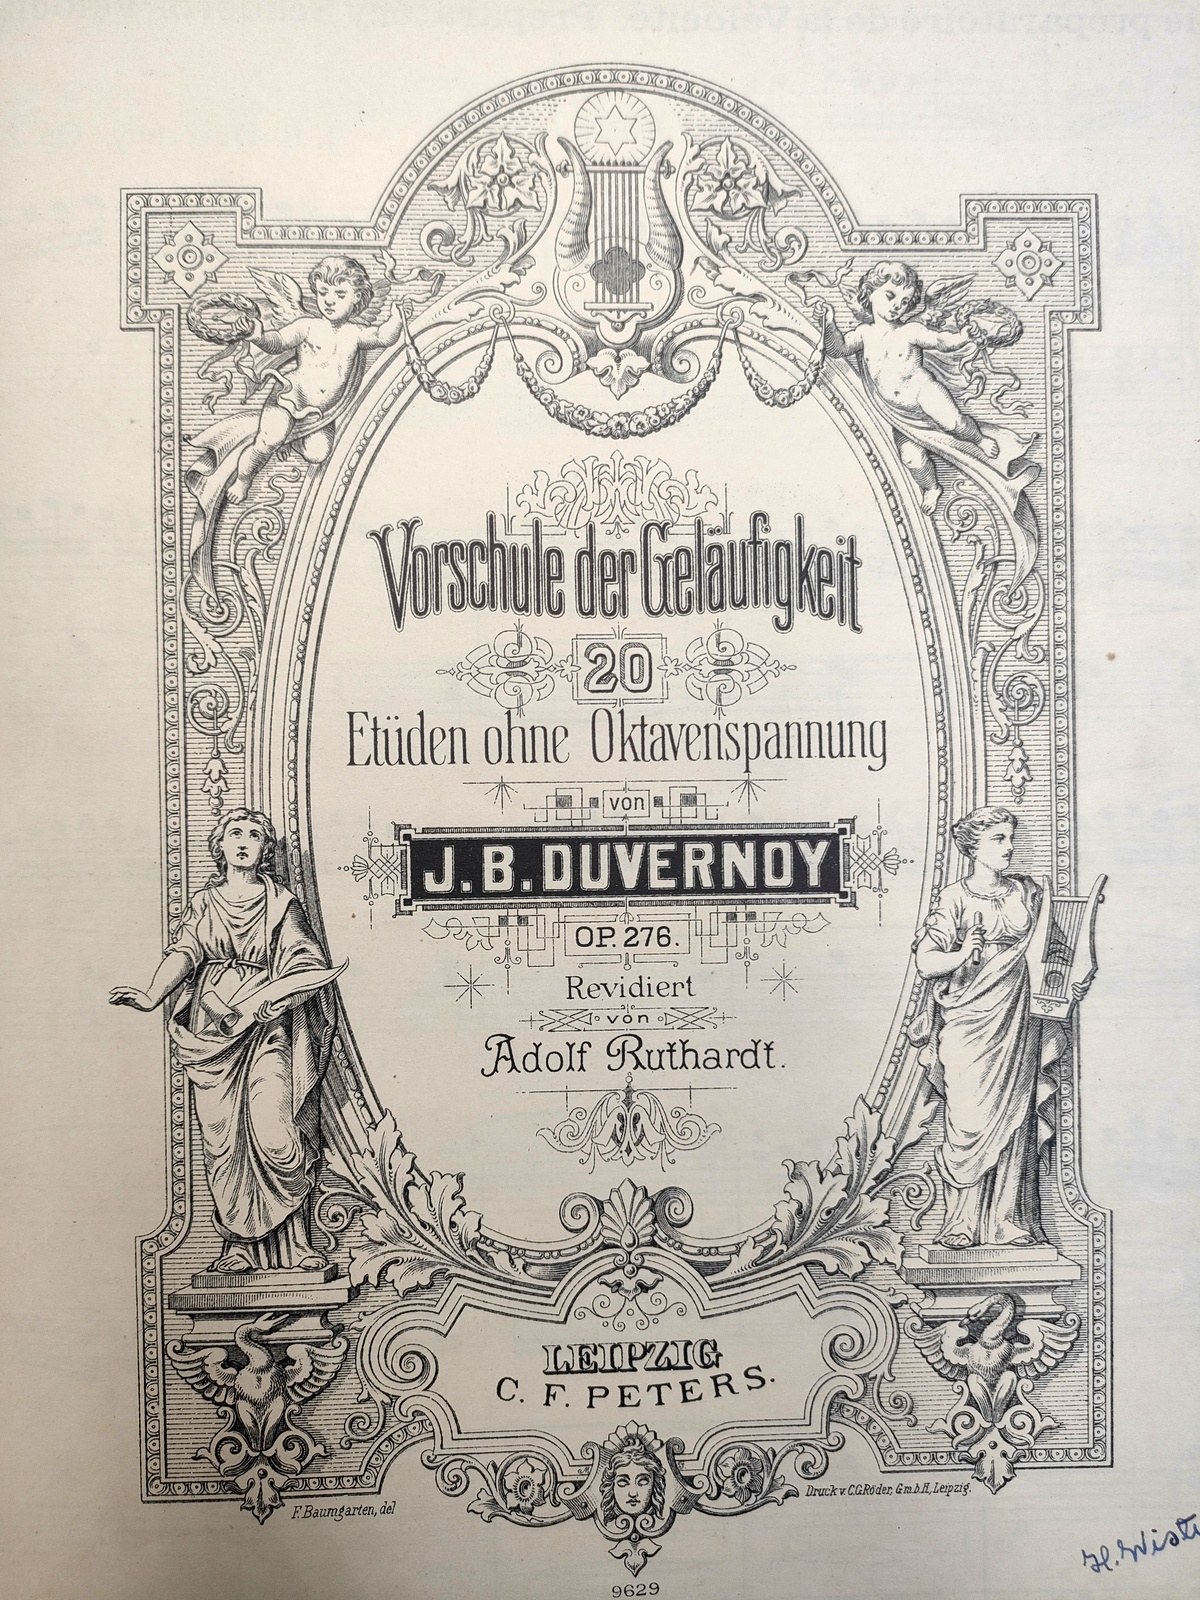 Vorschule der Geläufigkeit
20
Etüden ohne Oktavenspannung
von
J. B. DUVERNOY
OP. 276.
Revidiert
von
Adolf Ruthardt.
LEIPZIG
C. F. PETERS.
F. Baumgarten, del
Druck v. C.G. Röder, G.m.b.H, Leipzig.
H.
9629